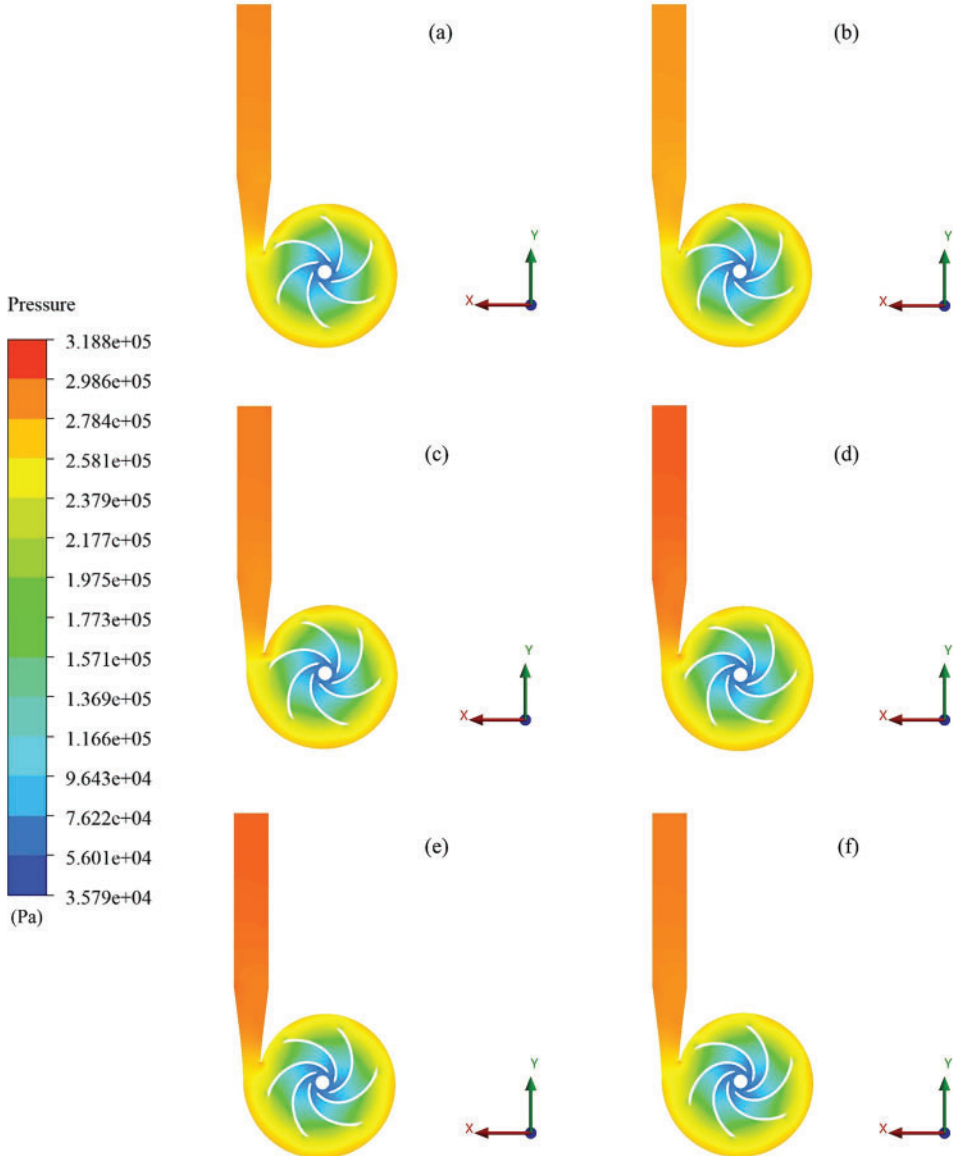 (a)
(b)
Y
X
Y
X
Pressure
3.188e+05
2.986e+05
2.784e+05
2.581e+05
2.379e+05
2.177e+05
1.975e+05
1.773e+05
1.571e+05
1.369e+05
1.166e+05
9.643e+04
7.622e+04
5.601e+04
3.579e+04
(Pa)
(c)
(d)
Y
X
Y
X
(e)
(f)
Y
X
Y
X